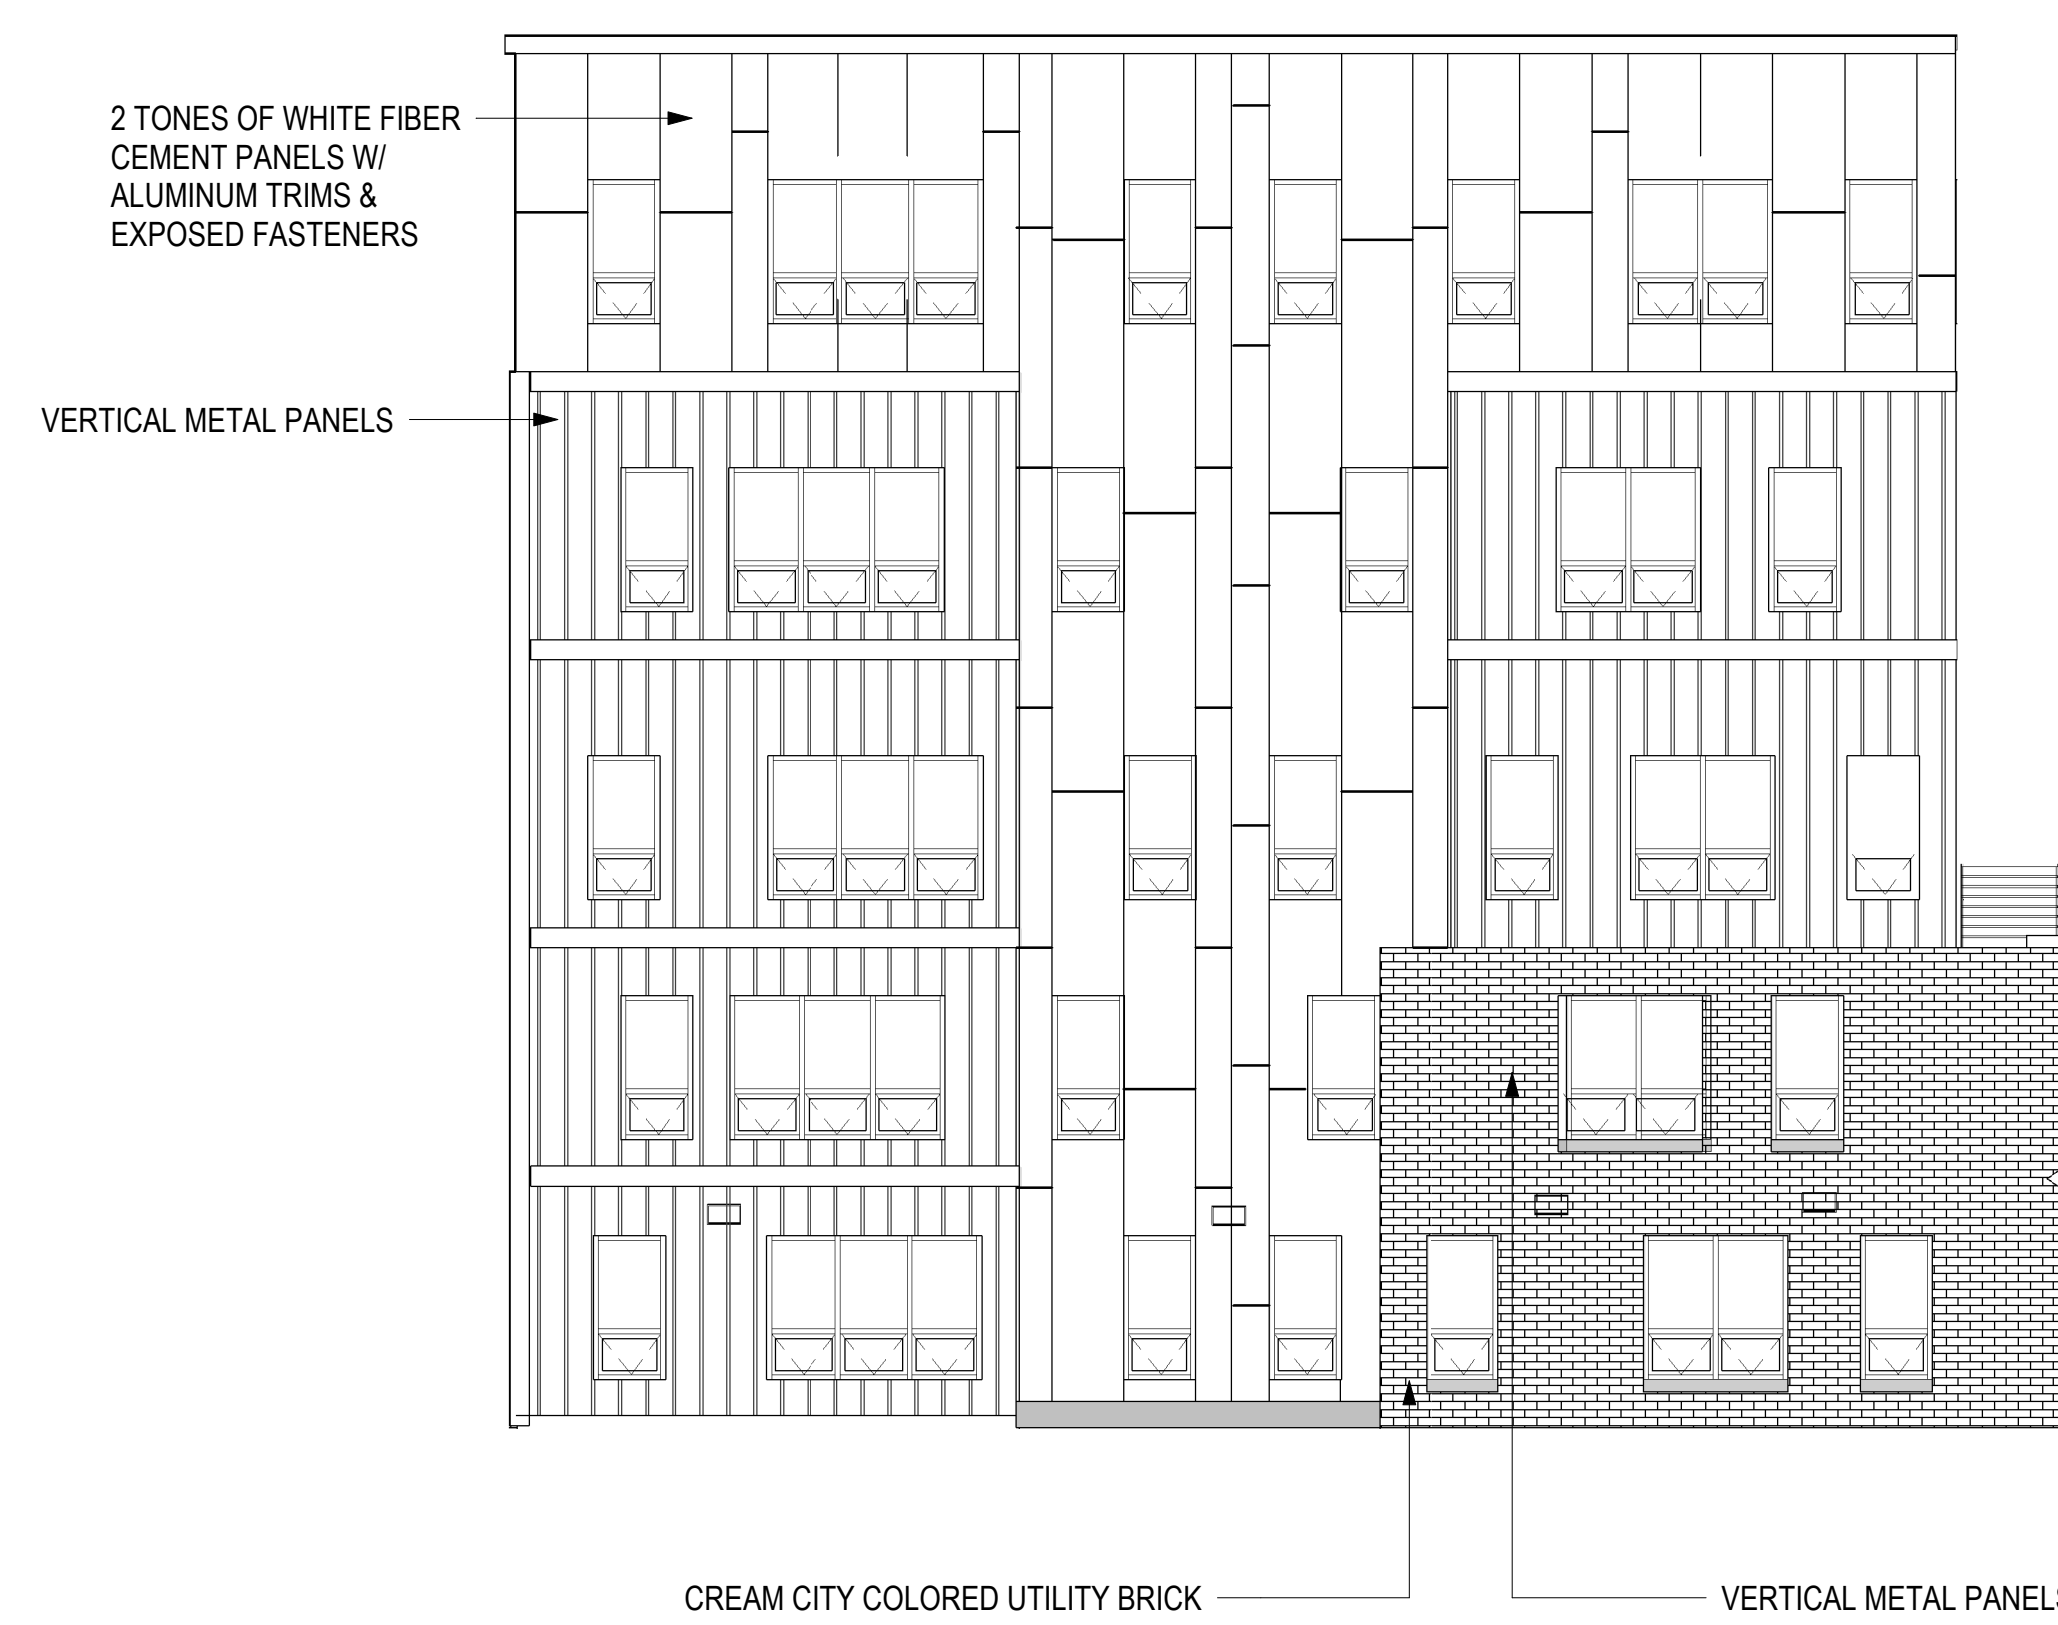 2 TONES OF WHITE FIBER
CEMENT PANELS W/
ALUMINUM TRIMS &
EXPOSED FASTENERS
VERTICAL METAL PANELS
CREAM CITY COLORED UTILITY BRICK
VERTICAL METAL PANELS